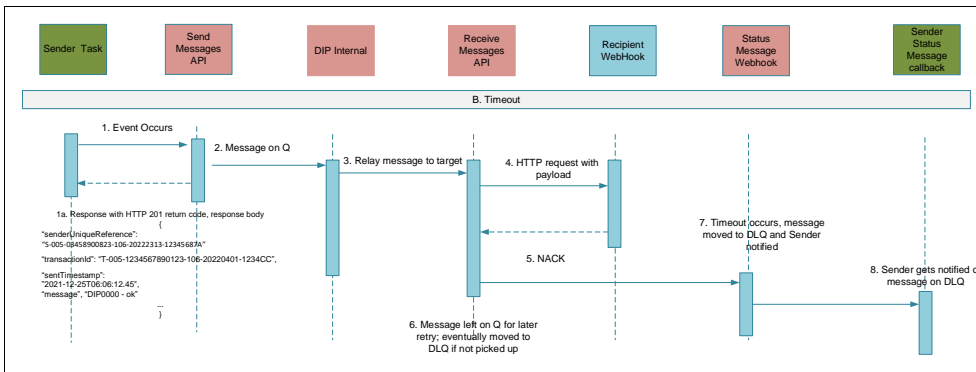 Sender Task
Send
Messages
API
DIP Internal
Receive
Messages
API
Recipient
WebHook
Status
Message
Webhook
Sender
Status
Message
callback
B. Timeout
1. Event Occurs
2. Message on Q
3. Relay message to target
4. HTTP request with
payload
1a. Response with HTTP 201 return code, response body
{
"senderUniqueReference":
"S-005-08458900823-106-20222313-12345687A"
"transactionId": "T-005-1234567890123-106-20220401-1234CC",
"sentTimestamp":
"2021-12-25T06:06:12.45",
"message", "DIP0000 - ok"
...
}
5. NACK
6. Message left on Q for later
retry; eventually moved to
DLQ if not picked up
7. Timeout occurs, message
moved to DLQ and Sender
notified
8. Sender gets notified o
message on DLQ